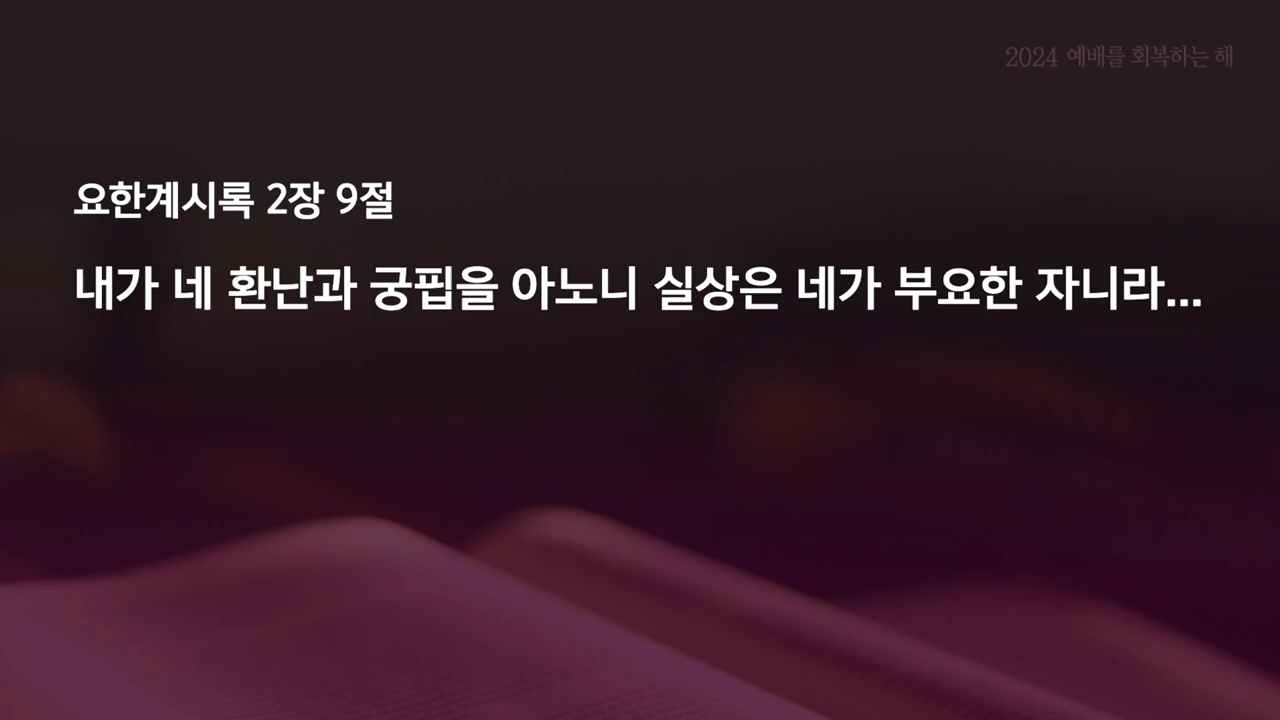 2024 예배를 회복하는 해
요한계시록 2장 9절
내가 네 환난과 궁핍을 아노니 실상은 네가 부요한 자니라...